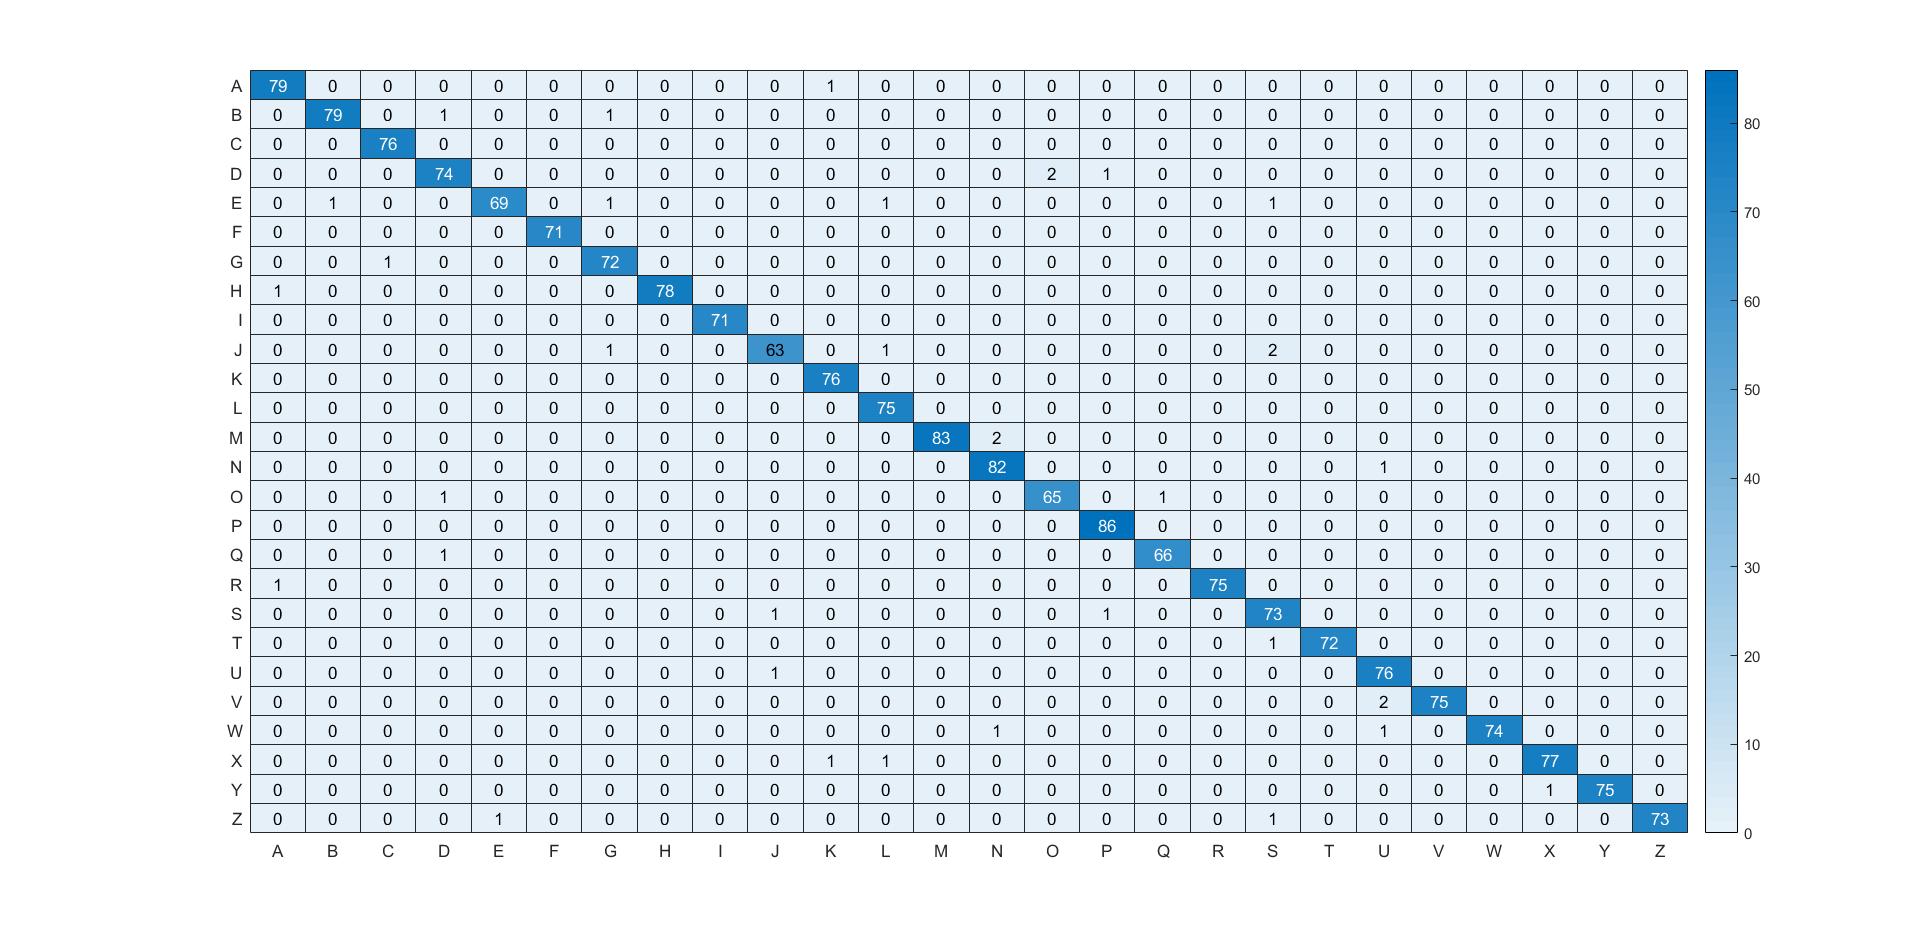 A 79 0 0 0 0 0 0 0 0 0 1 0 0 0 0 0 0 0 0 0 0 0 0 0 0 0
B 0 79 0 1 0 0 1 0 0 0 0 0 0 0 0 0 0 0 0 0 0 0 0 0 0 0
C 0 0 76 0 0 0 0 0 0 0 0 0 0 0 0 0 0 0 0 0 0 0 0 0 0 0
D 0 0 0 74 0 0 0 0 0 0 0 0 0 0 2 1 0 0 0 0 0 0 0 0 0 0
E 0 1 0 0 69 0 1 0 0 0 0 1 0 0 0 0 0 0 1 0 0 0 0 0 0 0
F 0 0 0 0 0 71 0 0 0 0 0 0 0 0 0 0 0 0 0 0 0 0 0 0 0 0
G 0 0 1 0 0 0 72 0 0 0 0 0 0 0 0 0 0 0 0 0 0 0 0 0 0 0
H 1 0 0 0 0 0 0 78 0 0 0 0 0 0 0 0 0 0 0 0 0 0 0 0 0 0
I 0 0 0 0 0 0 0 0 71 0 0 0 0 0 0 0 0 0 0 0 0 0 0 0 0 0
J 0 0 0 0 0 0 1 0 0 63 0 1 0 0 0 0 0 0 2 0 0 0 0 0 0 0
K 0 0 0 0 0 0 0 0 0 0 76 0 0 0 0 0 0 0 0 0 0 0 0 0 0 0
L 0 0 0 0 0 0 0 0 0 0 0 75 0 0 0 0 0 0 0 0 0 0 0 0 0 0
M 0 0 0 0 0 0 0 0 0 0 0 0 83 2 0 0 0 0 0 0 0 0 0 0 0 0
N 0 0 0 0 0 0 0 0 0 0 0 0 0 82 0 0 0 0 0 0 1 0 0 0 0 0
O 0 0 0 1 0 0 0 0 0 0 0 0 0 0 65 0 1 0 0 0 0 0 0 0 0 0
P 0 0 0 0 0 0 0 0 0 0 0 0 0 0 0 86 0 0 0 0 0 0 0 0 0 0
Q 0 0 0 1 0 0 0 0 0 0 0 0 0 0 0 0 66 0 0 0 0 0 0 0 0 0
R 1 0 0 0 0 0 0 0 0 0 0 0 0 0 0 0 0 75 0 0 0 0 0 0 0 0
S 0 0 0 0 0 0 0 0 0 1 0 0 0 0 0 1 0 0 73 0 0 0 0 0 0 0
T 0 0 0 0 0 0 0 0 0 0 0 0 0 0 0 0 0 0 1 72 0 0 0 0 0 0
U 0 0 0 0 0 0 0 0 0 1 0 0 0 0 0 0 0 0 0 0 76 0 0 0 0 0
V 0 0 0 0 0 0 0 0 0 0 0 0 0 0 0 0 0 0 0 0 2 75 0 0 0 0
W 0 0 0 0 0 0 0 0 0 0 0 0 0 1 0 0 0 0 0 0 1 0 74 0 0 0
X 0 0 0 0 0 0 0 0 0 0 1 1 0 0 0 0 0 0 0 0 0 0 0 77 0 0
Y 0 0 0 0 0 0 0 0 0 0 0 0 0 0 0 0 0 0 0 0 0 0 0 1 75 0
Z 0 0 0 0 1 0 0 0 0 0 0 0 0 0 0 0 0 0 1 0 0 0 0 0 0 73
A B C D E F G H I J K L M N O P Q R S T U V W X Y Z
80
70
60
50
40
30
20
10
0